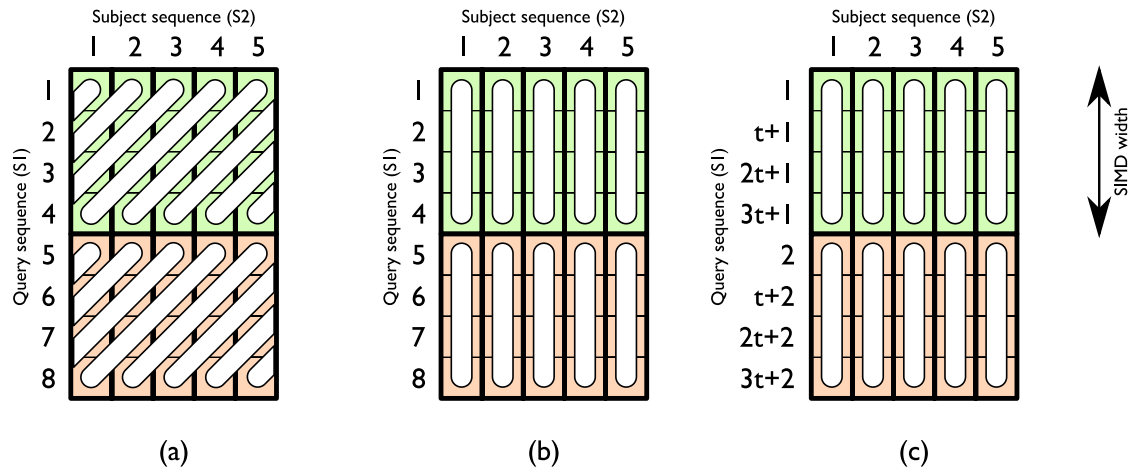 Subject sequence (S2)
1 2 3 4 5
Query sequence (S1)
1
2
3
4
5
6
7
8
(a)
Subject sequence (S2)
1 2 3 4 5
Query sequence (S1)
1
2
3
4
5
6
7
8
(b)
Subject sequence (S2)
1 2 3 4 5
Query sequence (S1)
1
t+1
2t+1
3t+1
2
t+2
2t+2
3t+2
(c)
SIMD width